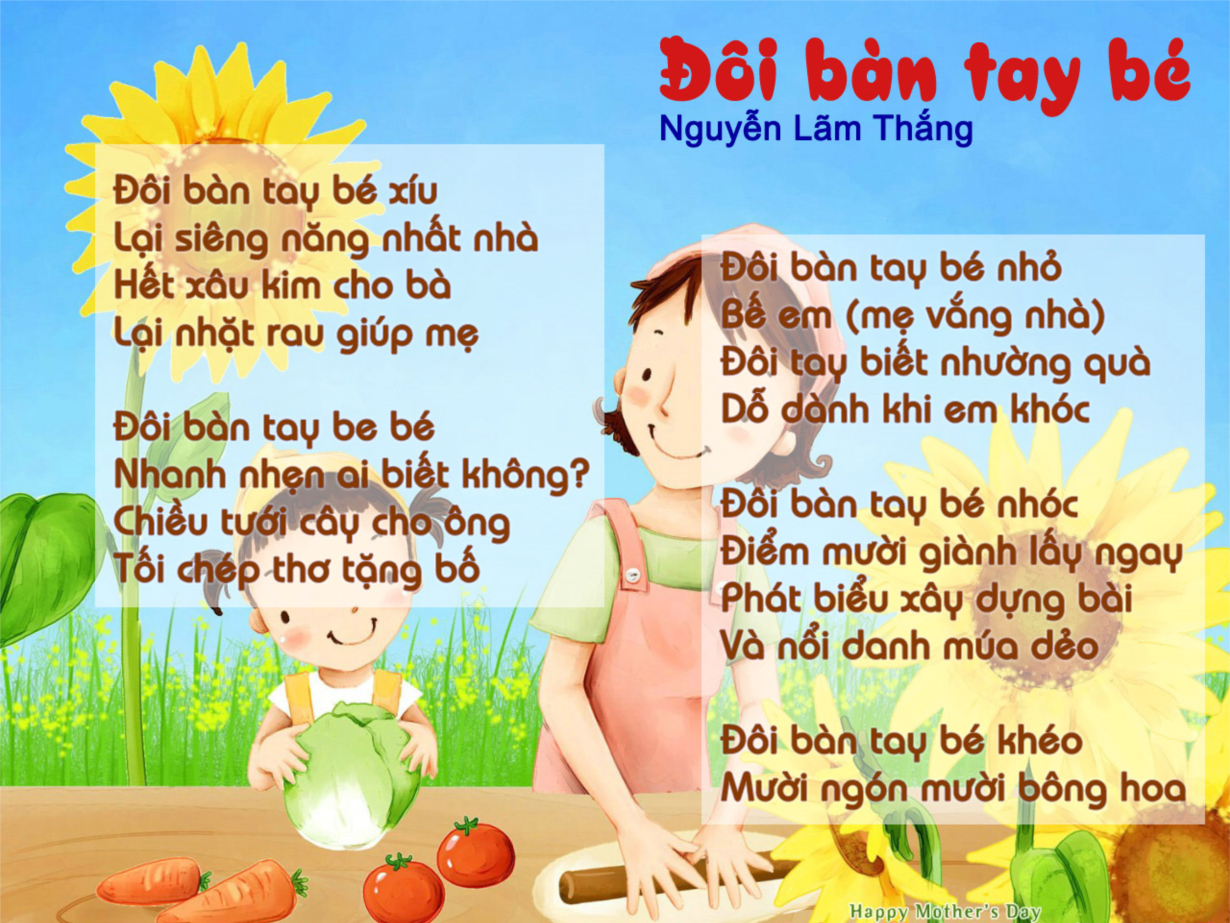 Đôi bàn tay bé
Nguyễn Lãm Thắng
Đôi bàn tay bé xíu
Lại siêng năng nhất nhà
Hết xâu kim cho bà
Lại nhặt rau giúp mẹ
Đôi bàn tay be bé
Nhanh nhẹn ai biết không?
Chiều tưới cây cho ông
Tối chép thơ tặng bố
Đôi bàn tay bé nhỏ
Bế em (mẹ vắng nhà)
Đôi tay biết nhường quà
Dỗ dành khi em khóc
Đôi bàn tay bé nhóc
Điểm mười giành lấy ngay
Phát biểu xây dựng bài
Và nổi danh múa dẻo
Đôi bàn tay bé khéo
Mười ngón mười bông hoa
Happy Mother's Day